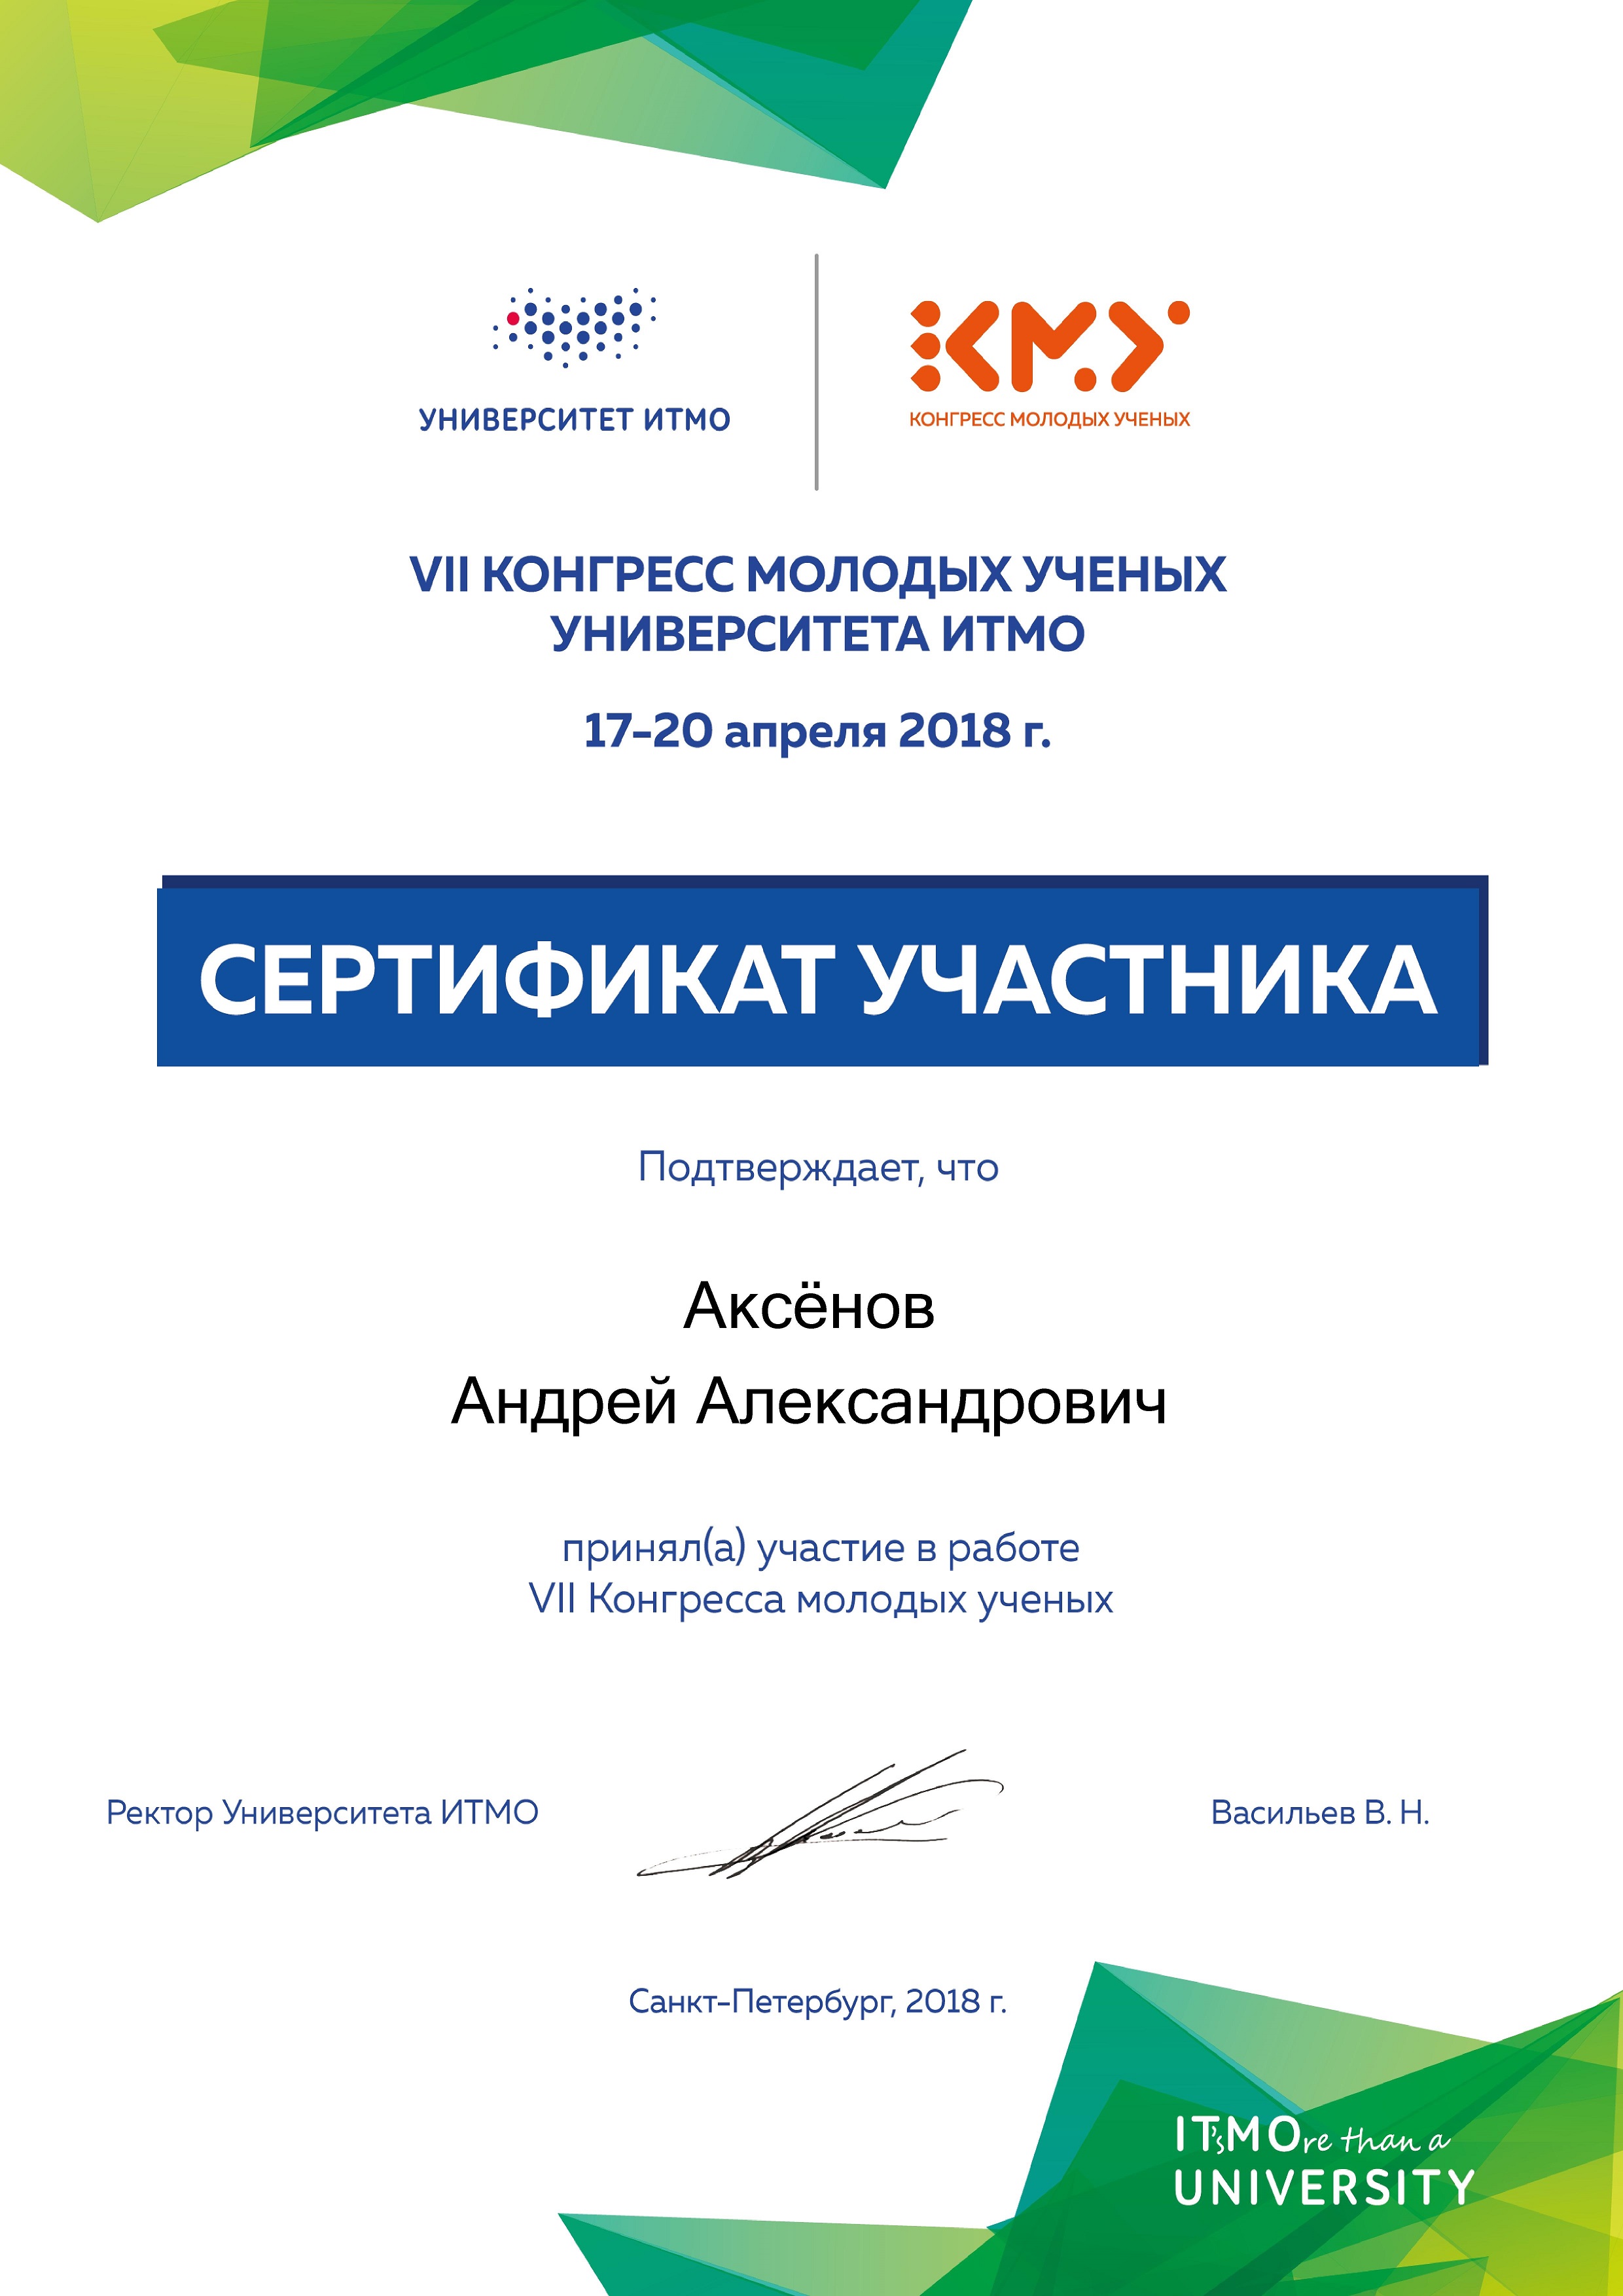 УНИВЕРСИТЕТ ИТМО
КМУ
КОНГРЕСС МОЛОДЫХ УЧЕНЫХ
VII КОНГРЕСС МОЛОДЫХ УЧЕНЫХ
УНИВЕРСИТЕТА ИТМО
17-20 апреля 2018 г.
СЕРТИФИКАТ УЧАСТНИКА
Подтверждает, что
Аксёнов
Андрей Александрович
принял(а) участие в работе
VII Конгресса молодых ученых
Ректор Университета ИТМО
Васильев В. Н.
Санкт-Петербург, 2018 г.
IT'sMOre than a
UNIVERSITY